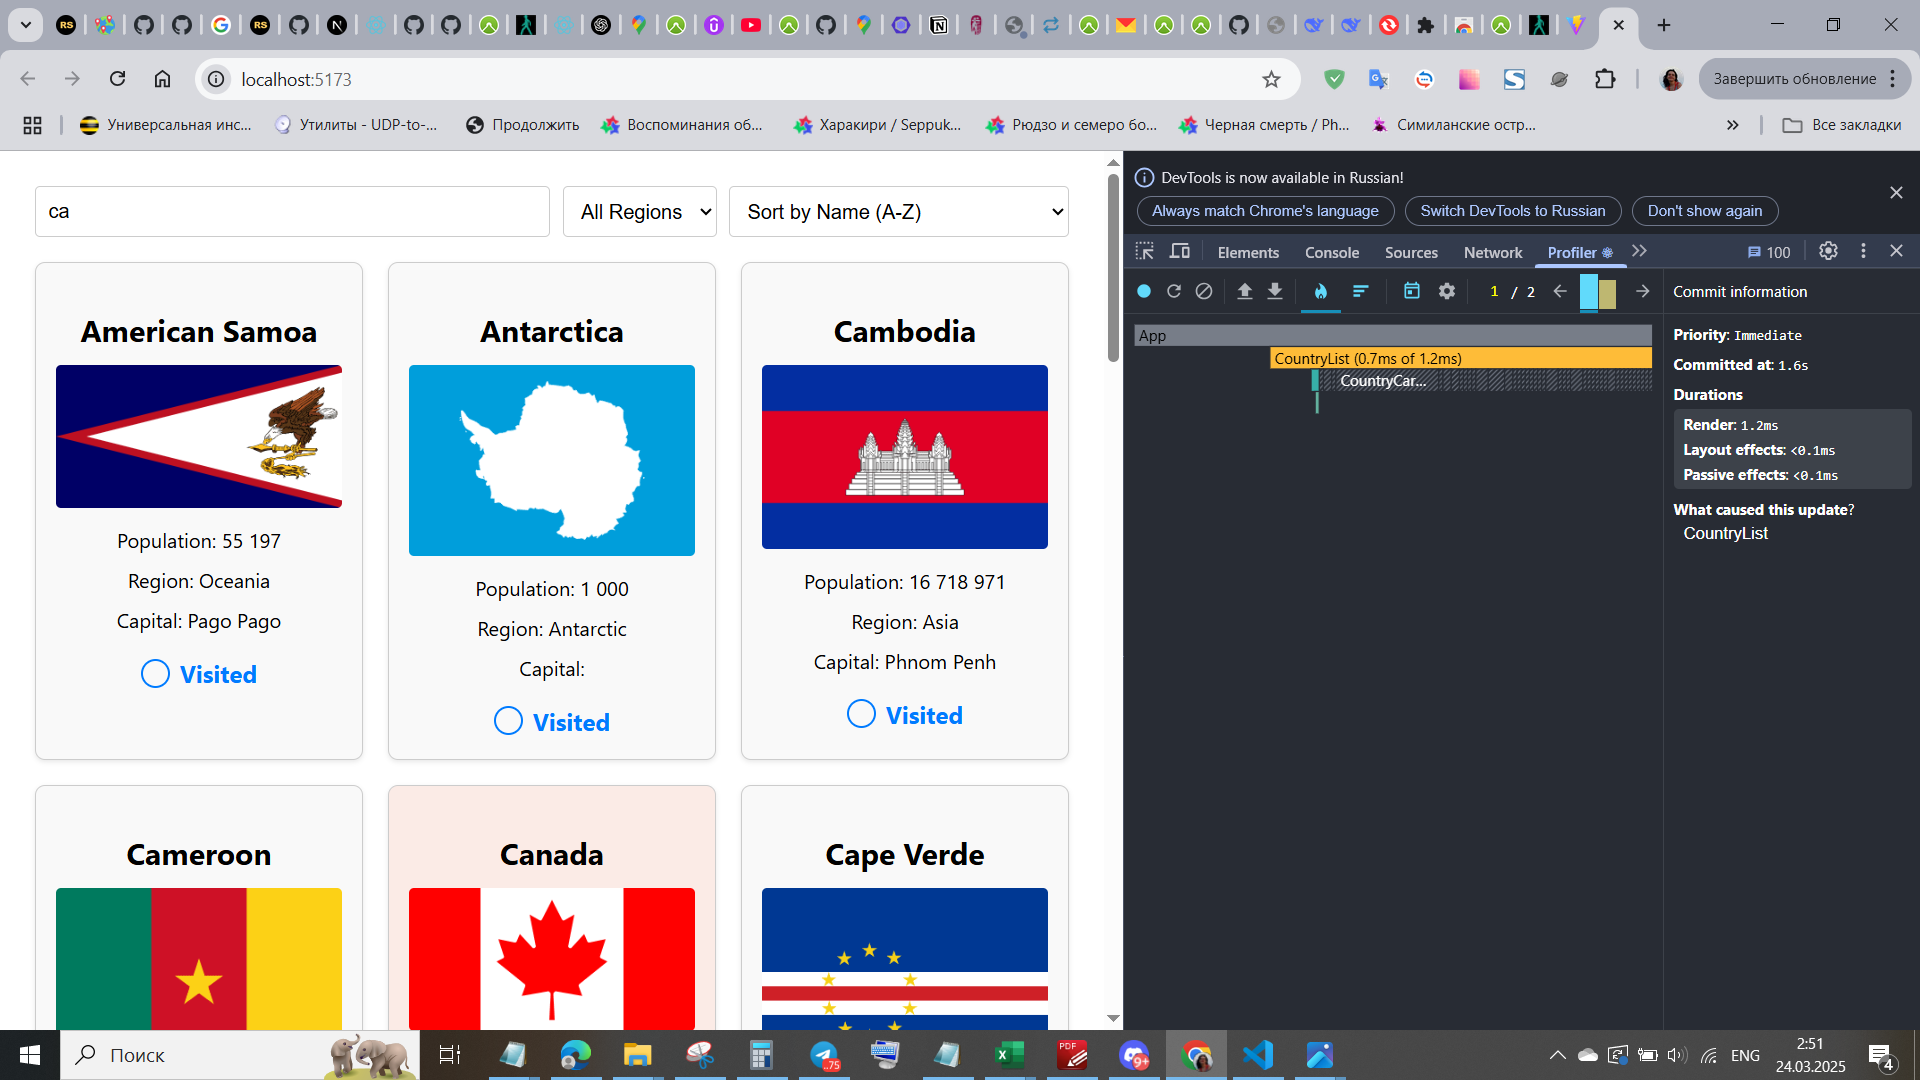 localhost:5173
Завершить обновление
Универсальная инс...
Утилиты - UDP-to-...
Продолжить
Воспоминания об...
Харакири / Seppuk...
Рюдзо и семеро бо...
Черная смерть / Ph...
Симиланские остр...
Все закладки
ca
All Regions
Sort by Name (A-Z)
American Samoa
Population: 55 197
Region: Oceania
Capital: Pago Pago
Visited
Antarctica
Population: 1 000
Region: Antarctic
Capital:
Visited
Cambodia
Population: 16 718 971
Region: Asia
Capital: Phnom Penh
Visited
Cameroon
Canada
Cape Verde
DevTools is now available in Russian!
Always match Chrome's language
Switch DevTools to Russian
Don't show again
Elements
Console
Sources
Network
Profiler
100
1 / 2
App
CountryList (0.7ms of 1.2ms)
CountryCar...
Commit information
Priority: Immediate
Committed at: 1.6s
Durations
Render: 1.2ms
Layout effects: <0.1ms
Passive effects: <0.1ms
What caused this update?
CountryList
Поиск
..75
PDF
9+
ENG
2:51
24.03.2025
4